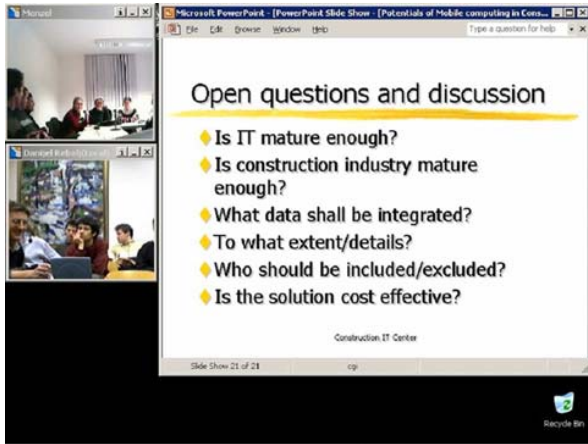 Manuel
Microsoft PowerPoint - [PowerPoint Slide Show - [Potentials of Mobile computing in Cons...
File Edit Browse Window Help
Type a question for help
Open questions and discussion
Is IT mature enough?
Is construction industry mature
enough?
What data shall be integrated?
To what extent/details?
Who should be included/excluded?
Is the solution cost effective?
Construction IT Center
Slide Show 21 of 21
cgi
Recycle Bin